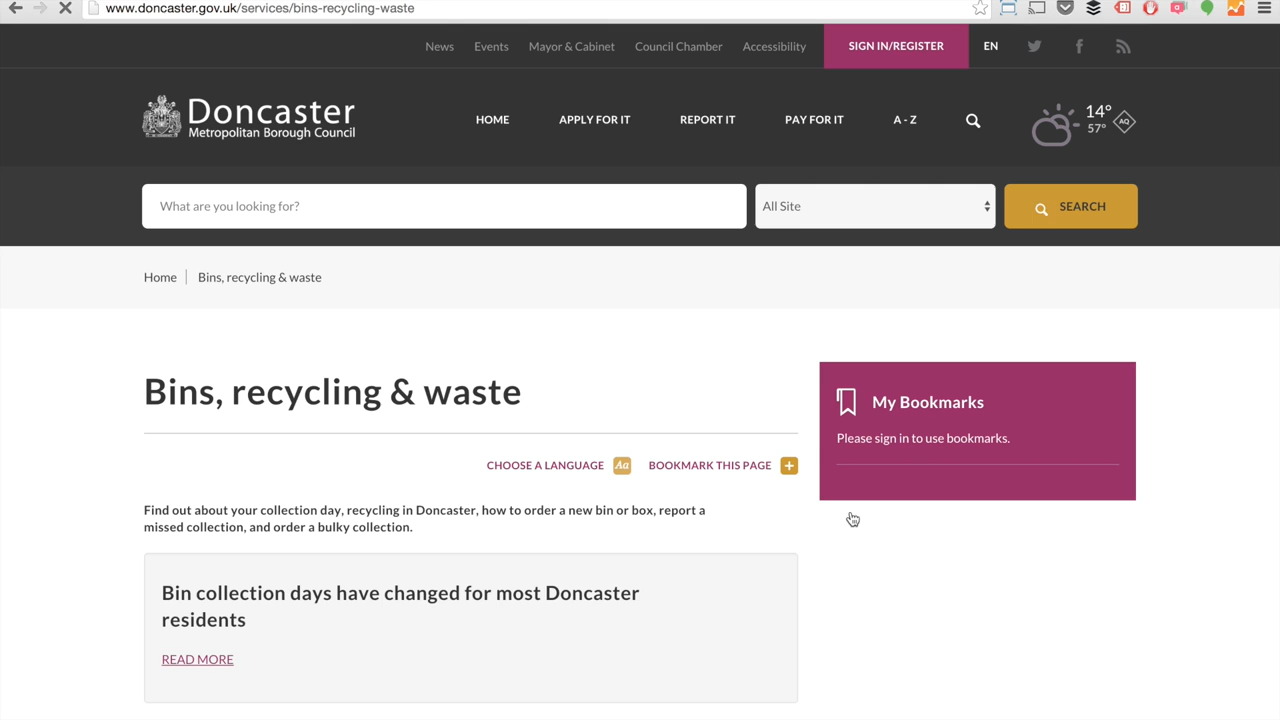 www.doncaster.gov.uk/services/bins-recycling-waste
News Events Mayor & Cabinet Council Chamber Accessibility SIGN IN/REGISTER EN
Doncaster
Metropolitan Borough Council
HOME APPLY FOR IT REPORT IT PAY FOR IT A - Z
14°
57°
AQ
What are you looking for? All Site SEARCH
Home Bins, recycling & waste
Bins, recycling & waste
My Bookmarks
Please sign in to use bookmarks.
CHOOSE A LANGUAGE Aa BOOKMARK THIS PAGE +
Find out about your collection day, recycling in Doncaster, how to order a new bin or box, report a
missed collection, and order a bulky collection.
Bin collection days have changed for most Doncaster
residents
READ MORE